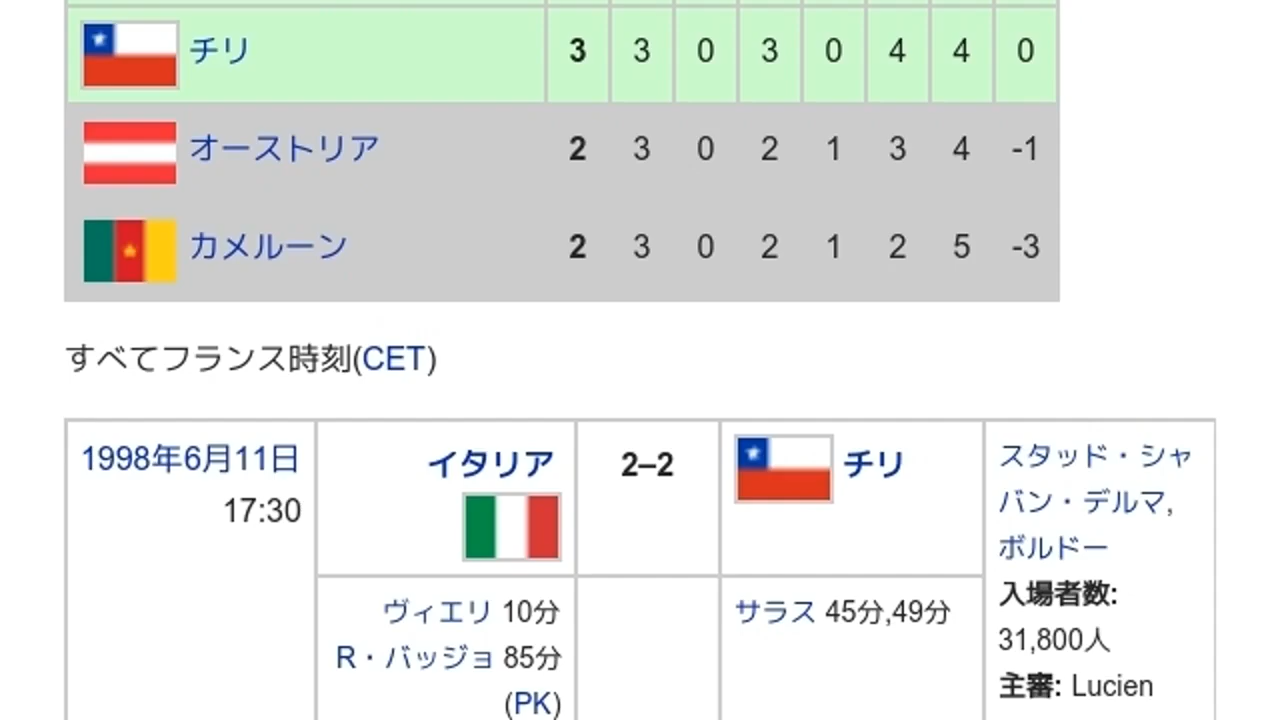 チリ 3 3 0 3 0 4 4 0
オーストリア 2 3 0 2 1 3 4 -1
カメルーン 2 3 0 2 1 2 5 -3
すべてフランス時刻(CET)
1998年6月11日
17:30
イタリア
2–2
チリ
ヴィエリ 10分
R・バッジョ 85分
(PK)
サラス 45分,49分
スタッド・シャ
バン・デルマ,
ボルドー
入場者数:
31,800人
主審: Lucien